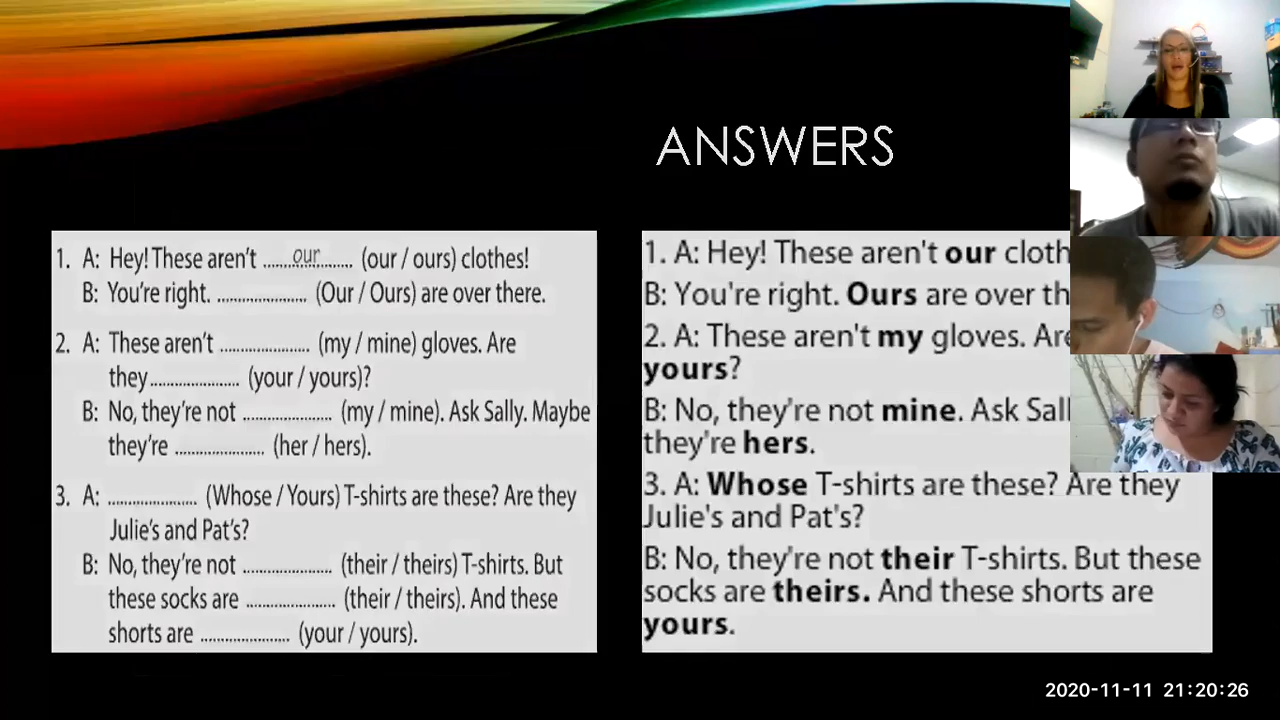 ANSWERS
1. A: Hey! These aren't ....our.... (our / ours) clothes!
B: You're right. .................... (Our / Ours) are over there.
2. A: These aren't .................... (my / mine) gloves. Are
they.................... (your / yours)?
B: No, they're not .................... (my / mine). Ask Sally. Maybe
they're .................... (her / hers).
3. A: .................... (Whose / Yours) T-shirts are these? Are they
Julie's and Pat's?
B: No, they're not .................... (their / theirs) T-shirts. But
these socks are .................... (their / theirs). And these
shorts are .................... (your / yours).
1. A: Hey! These aren't our cloth
B: You're right. Ours are over th
2. A: These aren't my gloves. Are
yours?
B: No, they're not mine. Ask Sall
they're hers.
3. A: Whose T-shirts are these? Are they
Julie's and Pat's?
B: No, they're not their T-shirts. But these
socks are theirs. And these shorts are
yours.
2020-11-11 21:20:26